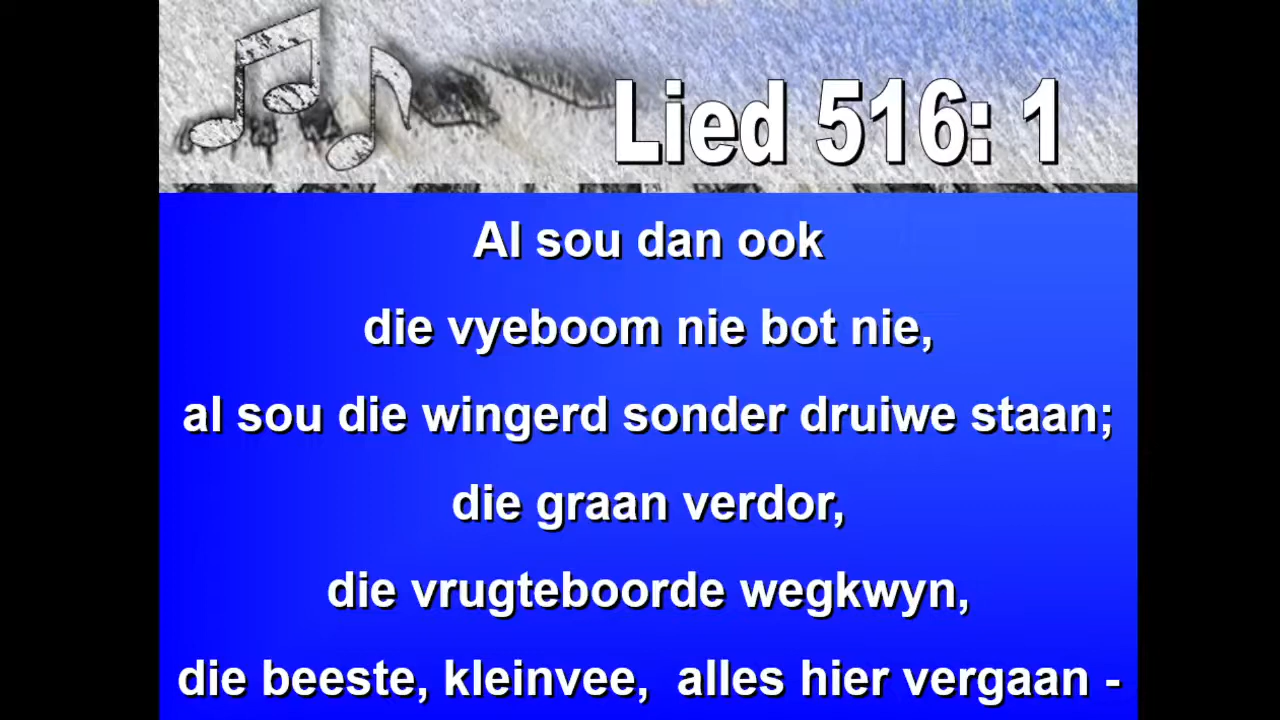 Lied 516: 1
Al sou dan ook
die vyeboom nie bot nie,
al sou die wingerd sonder druiwe staan;
die graan verdor,
die vrugteboorde wegkwyn,
die beeste, kleinvee, alles hier vergaan -